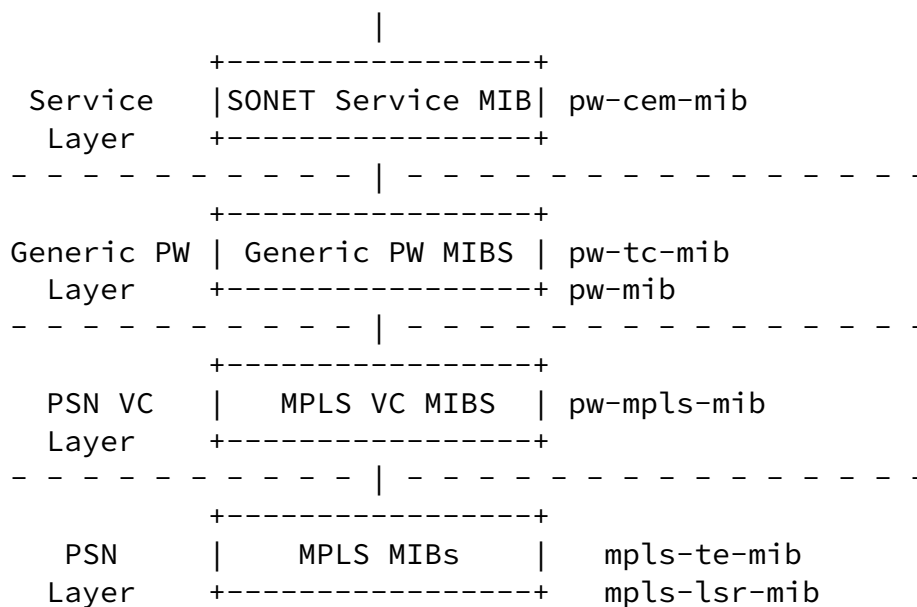 |
            +-----------------+
 Service    |SONET Service MIB| pw-cem-mib
  Layer     +-----------------+
- - - - - - - - - - | - - - - - - - - - - - - - - -
            +-----------------+
Generic PW | Generic PW MIBS | pw-tc-mib
  Layer     +-----------------+ pw-mib
- - - - - - - - - - | - - - - - - - - - - - - - - -
            +-----------------+
  PSN VC    |   MPLS VC MIBS  | pw-mpls-mib
  Layer     +-----------------+
- - - - - - - - - - | - - - - - - - - - - - - - - -
            +-----------------+
   PSN      |    MPLS MIBs    |   mpls-te-mib
  Layer     +-----------------+   mpls-lsr-mib